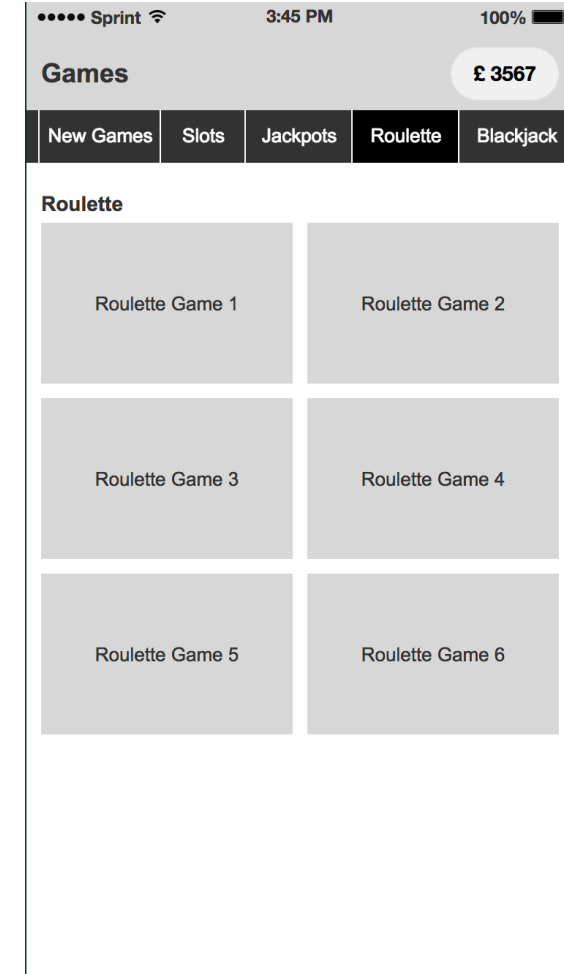 Sprint 3:45 PM 100%
Games £ 3567
New Games Slots Jackpots Roulette Blackjack
Roulette
Roulette Game 1 Roulette Game 2
Roulette Game 3 Roulette Game 4
Roulette Game 5 Roulette Game 6